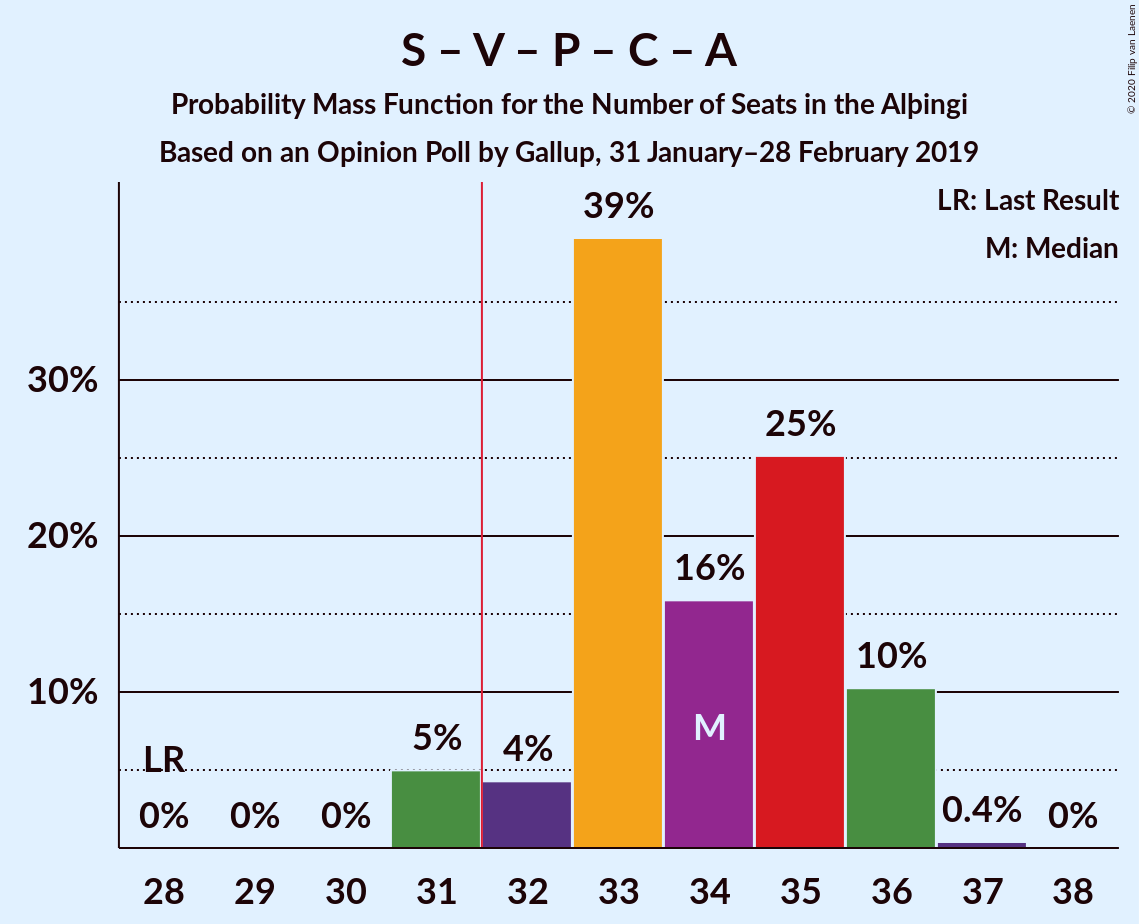 S – V – P – C – A
Probability Mass Function for the Number of Seats in the Alþingi
Based on an Opinion Poll by Gallup, 31 January–28 February 2019
© 2020 Filip van Laenen
LR: Last Result
M: Median
39%
30%
25%
20%
16%
10%
10%
M
5%
4%
LR
0%
0%
0%
0.4%
0%
28 29 30 31 32 33 34 35 36 37 38